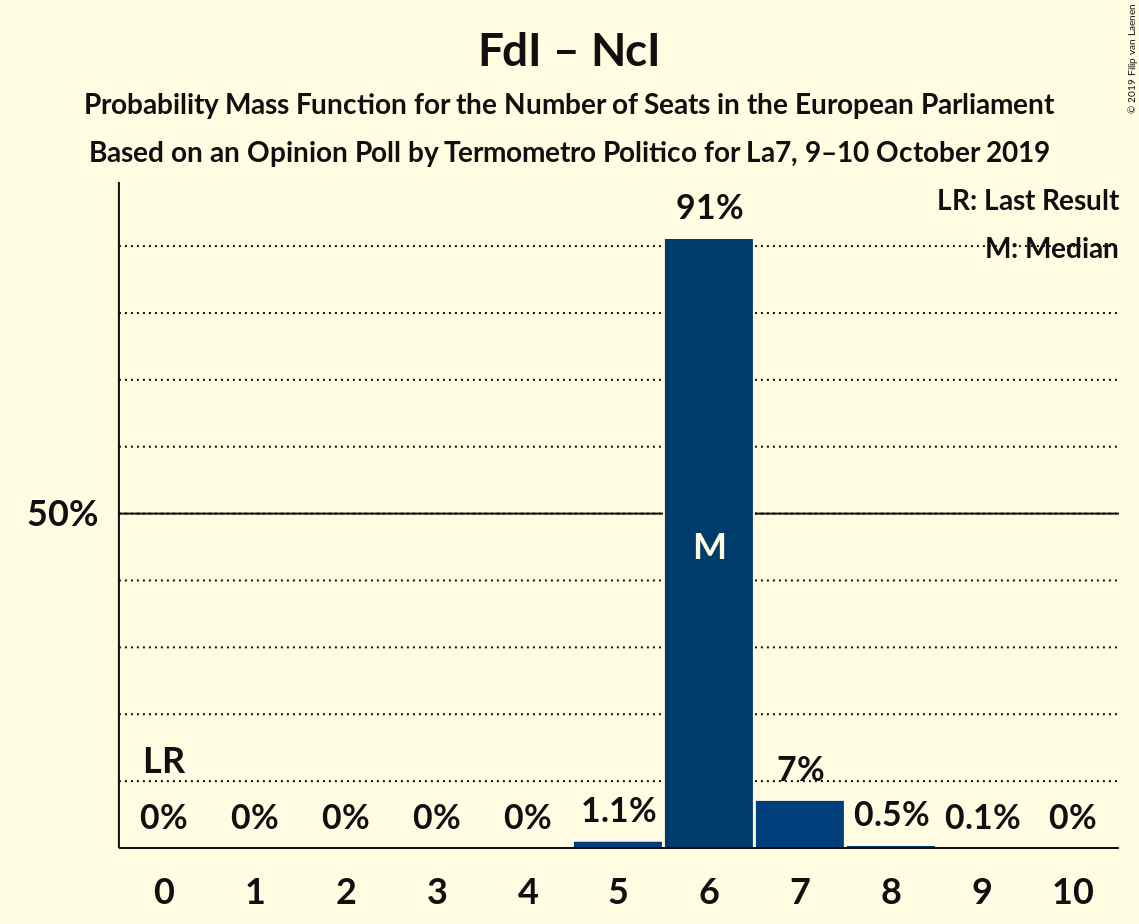 FdI – NcI
Probability Mass Function for the Number of Seats in the European Parliament
Based on an Opinion Poll by Termometro Politico for La7, 9–10 October 2019
© 2019 Filip van Laenen
LR: Last Result
M: Median
91%
50%
M
LR
7%
0% 0% 0% 0% 0% 1.1% 0.5% 0.1% 0%
0 1 2 3 4 5 6 7 8 9 10